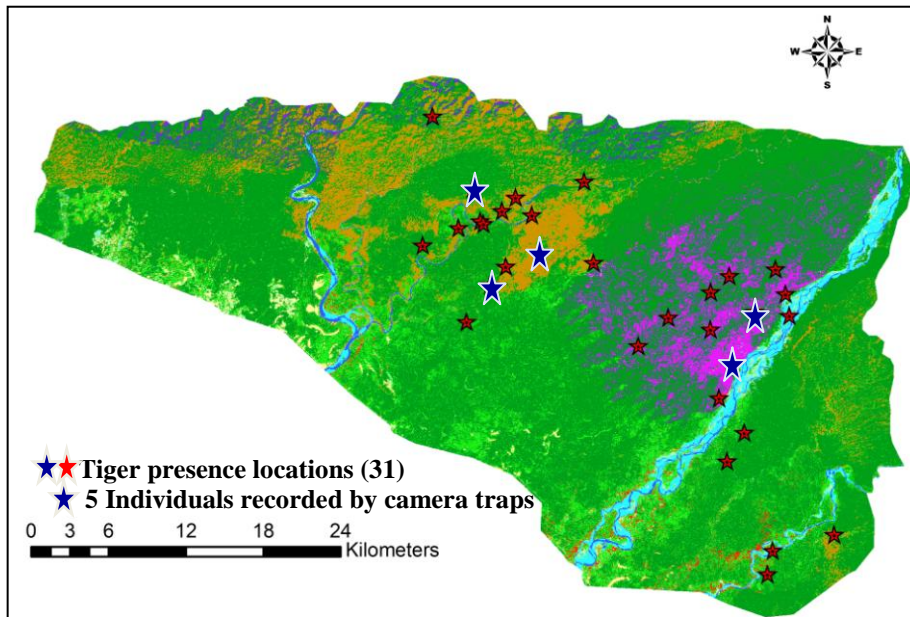 N
W E
S
Tiger presence locations (31)
5 Individuals recorded by camera traps
0 3 6 12 18 24
Kilometers